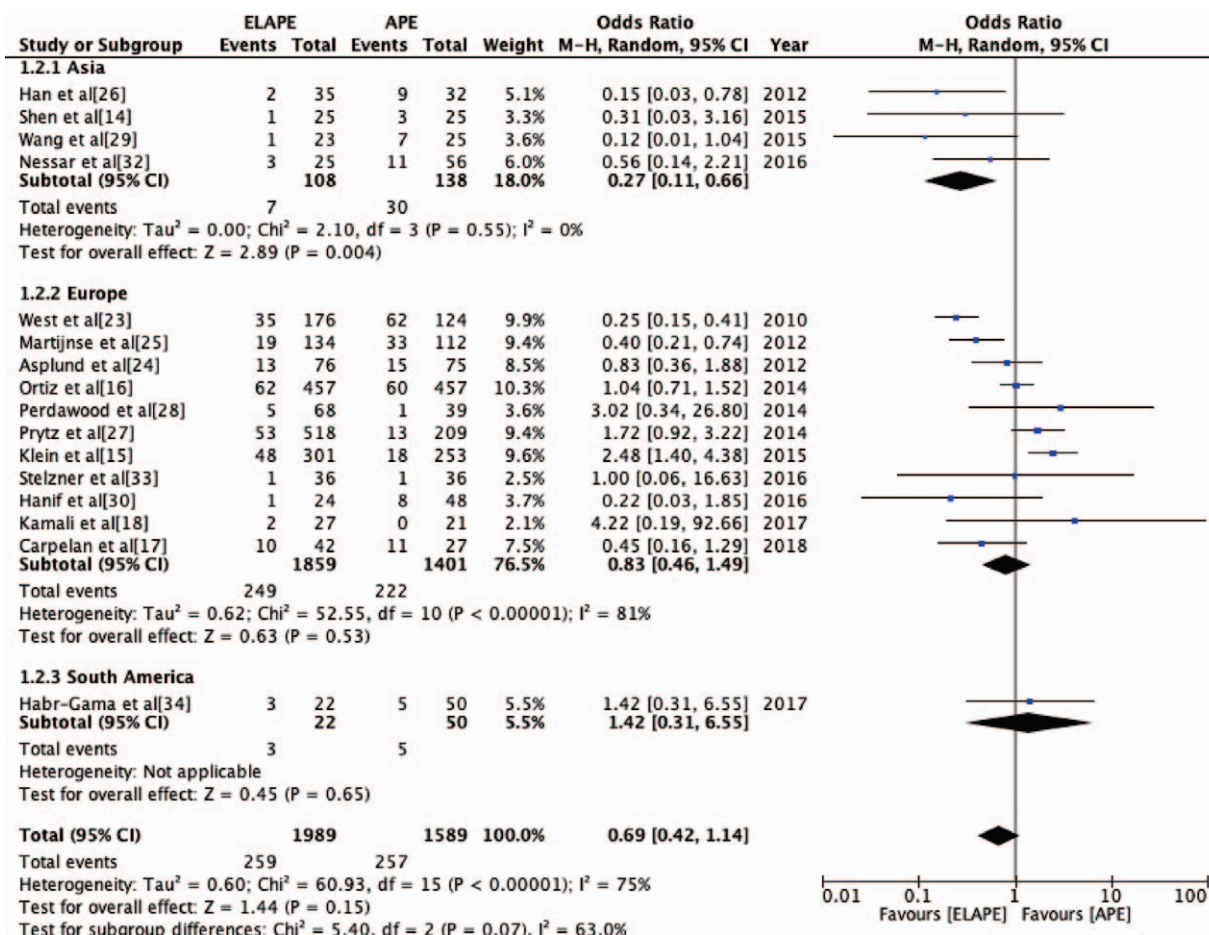 ELAPE APE Odds Ratio Odds Ratio
Study or Subgroup Events Total Events Total Weight M-H, Random, 95% CI Year M-H, Random, 95% CI
1.2.1 Asia
Han et al[26] 2 35 9 32 5.1% 0.15 [0.03, 0.78] 2012
Shen et al[14] 1 25 3 25 3.3% 0.31 [0.03, 3.16] 2015
Wang et al[29] 1 23 7 25 3.6% 0.12 [0.01, 1.04] 2015
Nessar et al[32] 3 25 11 56 6.0% 0.56 [0.14, 2.21] 2016
Subtotal (95% CI) 108 138 18.0% 0.27 [0.11, 0.66]
Total events 7 30
Heterogeneity: Tau² = 0.00; Chi² = 2.10, df = 3 (P = 0.55); I² = 0%
Test for overall effect: Z = 2.89 (P = 0.004)
1.2.2 Europe
West et al[23] 35 176 62 124 9.9% 0.25 [0.15, 0.41] 2010
Martijnse et al[25] 19 134 33 112 9.4% 0.40 [0.21, 0.74] 2012
Asplund et al[24] 13 76 15 75 8.5% 0.83 [0.36, 1.88] 2012
Ortiz et al[16] 62 457 60 457 10.3% 1.04 [0.71, 1.52] 2014
Perdawood et al[28] 5 68 1 39 3.6% 3.02 [0.34, 26.80] 2014
Prytz et al[27] 53 518 13 209 9.4% 1.72 [0.92, 3.22] 2014
Klein et al[15] 48 301 18 253 9.6% 2.48 [1.40, 4.38] 2015
Stelzner et al[33] 1 36 1 36 2.5% 1.00 [0.06, 16.63] 2016
Hanif et al[30] 1 24 8 48 3.7% 0.22 [0.03, 1.85] 2016
Kamali et al[18] 2 27 0 21 2.1% 4.22 [0.19, 92.66] 2017
Carpelan et al[17] 10 42 11 27 7.5% 0.45 [0.16, 1.29] 2018
Subtotal (95% CI) 1859 1401 76.5% 0.83 [0.46, 1.49]
Total events 249 222
Heterogeneity: Tau² = 0.62; Chi² = 52.55, df = 10 (P < 0.00001); I² = 81%
Test for overall effect: Z = 0.63 (P = 0.53)
1.2.3 South America
Habr-Gama et al[34] 3 22 5 50 5.5% 1.42 [0.31, 6.55] 2017
Subtotal (95% CI) 22 50 5.5% 1.42 [0.31, 6.55]
Total events 3 5
Heterogeneity: Not applicable
Test for overall effect: Z = 0.45 (P = 0.65)
Total (95% CI) 1989 1589 100.0% 0.69 [0.42, 1.14]
Total events 259 257
Heterogeneity: Tau² = 0.60; Chi² = 60.93, df = 15 (P < 0.00001); I² = 75%
Test for overall effect: Z = 1.44 (P = 0.15)
Test for subgroup differences: Chi² = 5.40, df = 2 (P = 0.07), I² = 63.0%
0.01 0.1 1 10 100
Favours [ELAPE] Favours [APE]